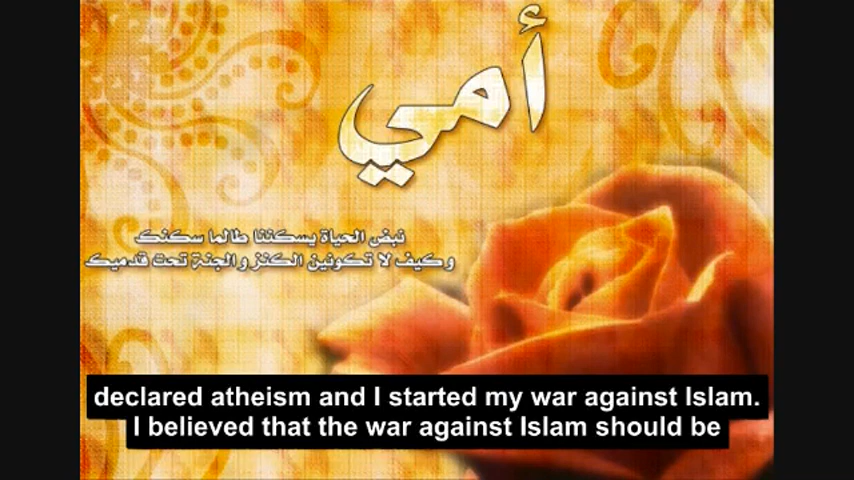 أمي
نبض الحياة يسكننا طالما سكنك
وكيف لا تكونين الكنز والجنة تحت قدميك
declared atheism and I started my war against Islam.
I believed that the war against Islam should be